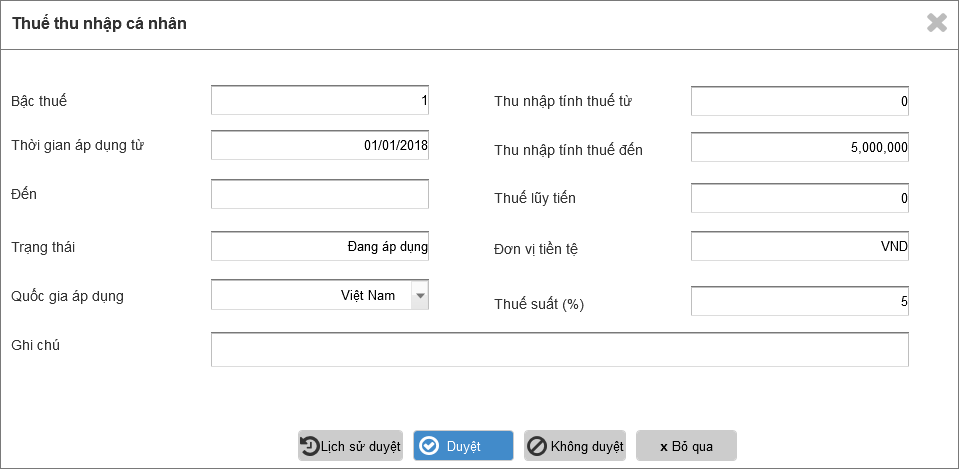 Thuế thu nhập cá nhân
Bậc thuế 1 Thu nhập tính thuế từ 0
Thời gian áp dụng từ 01/01/2018 Thu nhập tính thuế đến 5,000,000
Đến Thuế lũy tiến 0
Trạng thái Đang áp dụng Đơn vị tiền tệ VND
Quốc gia áp dụng Việt Nam Thuế suất (%) 5
Ghi chú
Lịch sử duyệt Duyệt Không duyệt x Bỏ qua